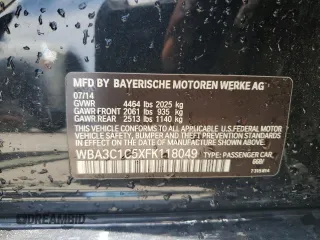 MFD BY BAYERISCHE MOTOREN WERKE AG
07/14
GVWR 4464 lbs 2025 kg
GAWR FRONT 2061 lbs 935 kg
GAWR REAR 2513 lbs 1140 kg
THIS VEHICLE CONFORMS TO ALL APPLICABLE
FEDERAL MOTOR VEHICLE SAFETY, BUMPER,
AND THEFT PREVENTION STANDARDS IN EFFECT
ON THE DATE OF MANUFACTURE SHOWN ABOVE.
WBA3C1C5XFK118049
TYPE: PASSENGER CAR
DREAMBID